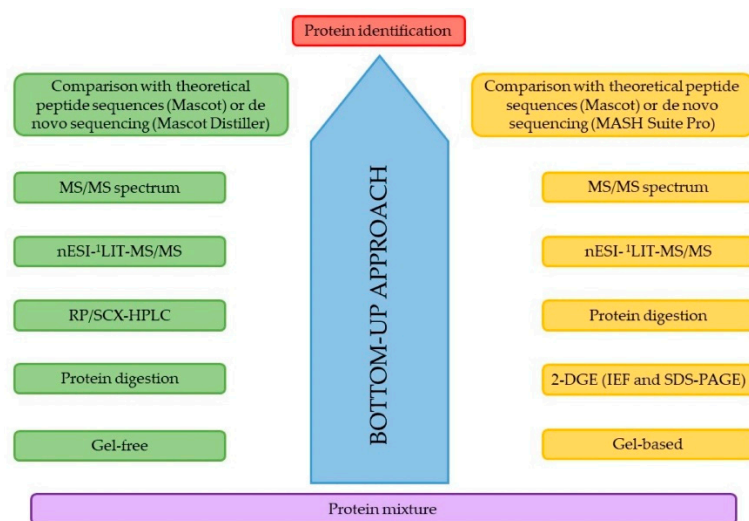 Protein identification
Comparison with theoretical
peptide sequences (Mascot) or de
novo sequencing (Mascot Distiller)
MS/MS spectrum
nESI-¹LIT-MS/MS
RP/SCX-HPLC
Protein digestion
Gel-free
BOTTOM-UP APPROACH
Comparison with theoretical peptide
sequences (Mascot) or de novo
sequencing (MASH Suite Pro)
MS/MS spectrum
nESI- ¹LIT-MS/MS
Protein digestion
2-DGE (IEF and SDS-PAGE)
Gel-based
Protein mixture